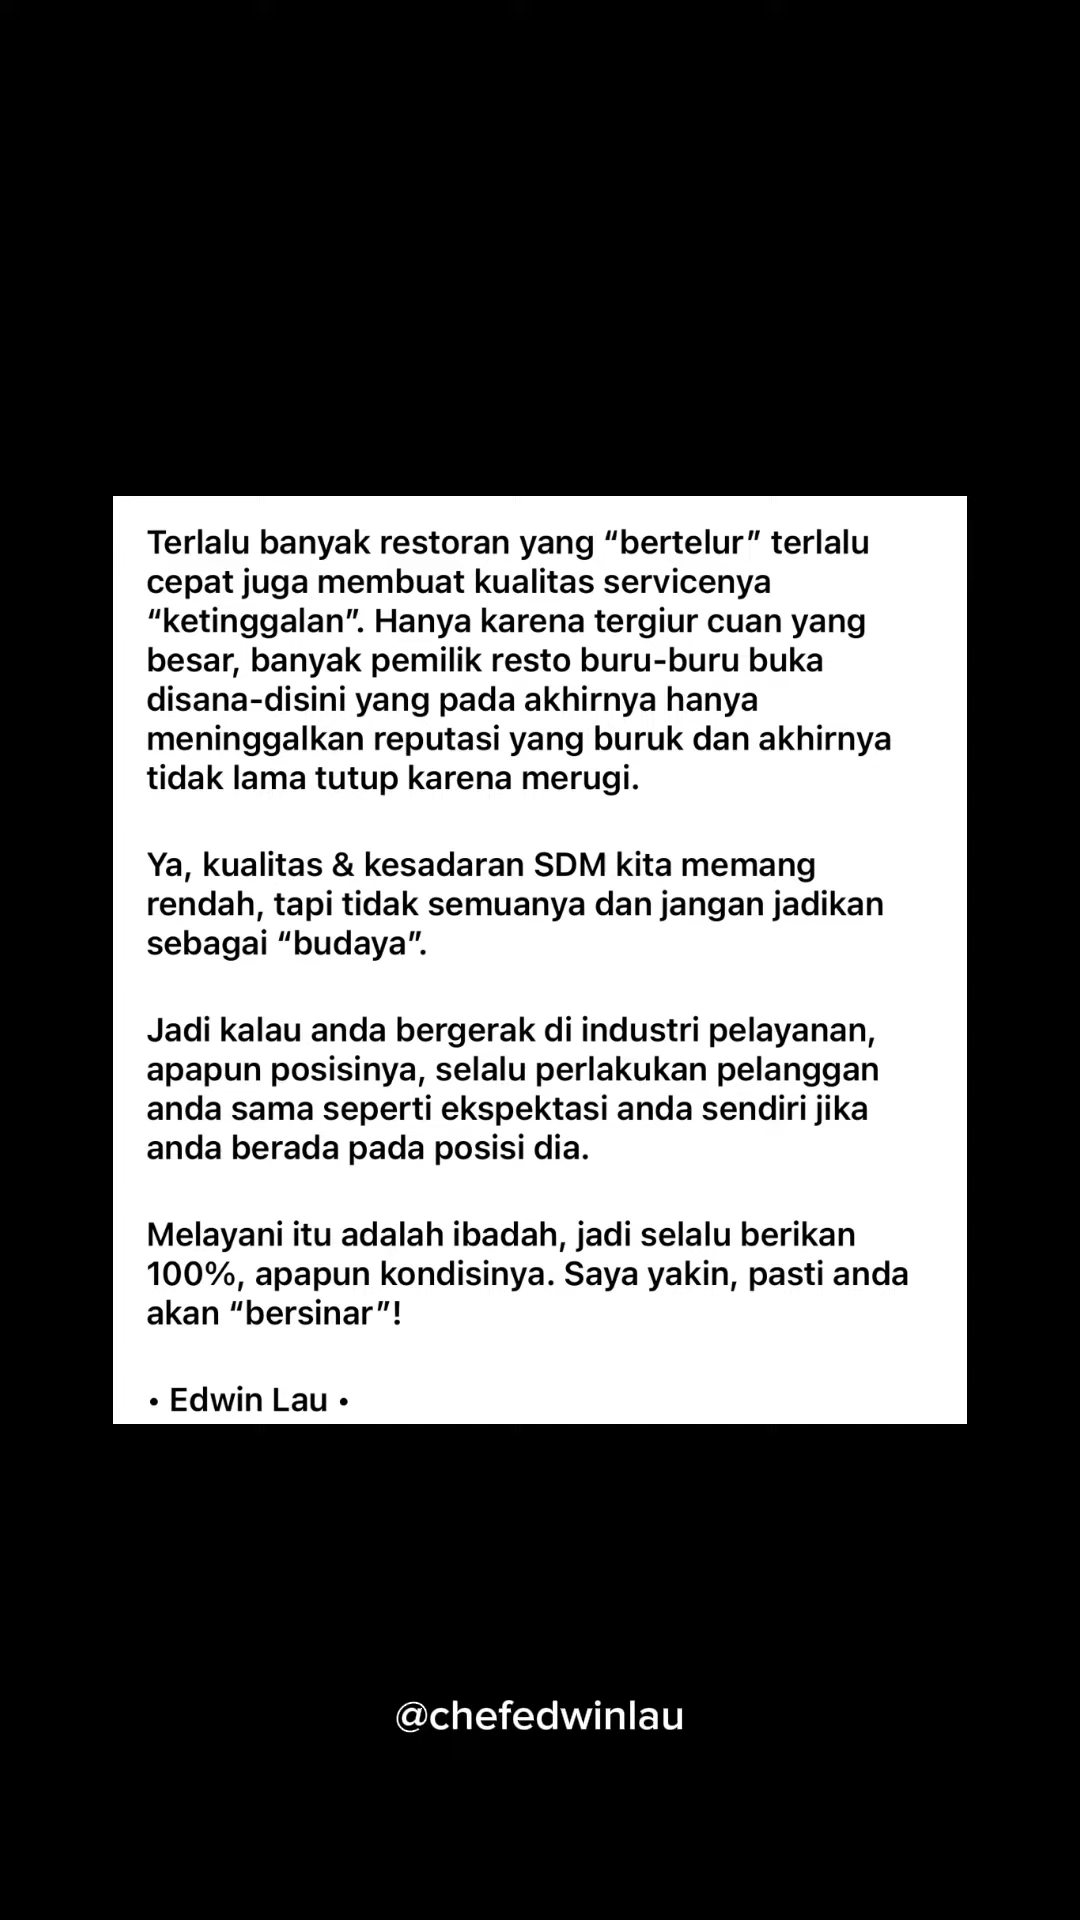 Terlalu banyak restoran yang “bertelur” terlalu
cepat juga membuat kualitas servicenya
“ketinggalan”. Hanya karena tergiur cuan yang
besar, banyak pemilik resto buru-buru buka
disana-disini yang pada akhirnya hanya
meninggalkan reputasi yang buruk dan akhirnya
tidak lama tutup karena merugi.
Ya, kualitas & kesadaran SDM kita memang
rendah, tapi tidak semuanya dan jangan jadikan
sebagai “budaya”.
Jadi kalau anda bergerak di industri pelayanan,
apapun posisinya, selalu perlakukan pelanggan
anda sama seperti ekspektasi anda sendiri jika
anda berada pada posisi dia.
Melayani itu adalah ibadah, jadi selalu berikan
100%, apapun kondisinya. Saya yakin, pasti anda
akan “bersinar”!
• Edwin Lau •
@chefedwinlau